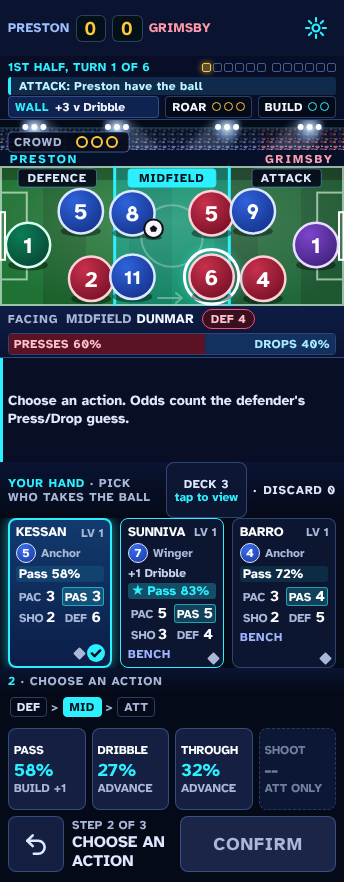 PRESTON 0 0 GRIMSBY
1ST HALF, TURN 1 OF 6
ATTACK: Preston have the ball
WALL +3 v Dribble ROAR BUILD
CROWD
PRESTON GRIMSBY
DEFENCE MIDFIELD ATTACK
5 8 5 9
1 1
2 11 6 4
FACING MIDFIELD DUNMAR DEF 4
PRESSES 60% DROPS 40%
Choose an action. Odds count the defender's
Press/Drop guess.
YOUR HAND · PICK
WHO TAKES THE BALL
DECK 3
tap to view
· DISCARD 0
KESSAN LV 1
5 Anchor
Pass 58%
PAC 3 PAS 3
SHO 2 DEF 6
SUNNIVA LV 1
7 Winger
+1 Dribble
★ Pass 83%
PAC 5 PAS 5
SHO 3 DEF 4
BENCH
BARRO LV 1
4 Anchor
Pass 72%
PAC 3 PAS 4
SHO 2 DEF 5
BENCH
2 · CHOOSE AN ACTION
DEF > MID > ATT
PASS
58%
BUILD +1
DRIBBLE
27%
ADVANCE
THROUGH
32%
ADVANCE
SHOOT
--
ATT ONLY
STEP 2 OF 3
CHOOSE AN
ACTION
CONFIRM